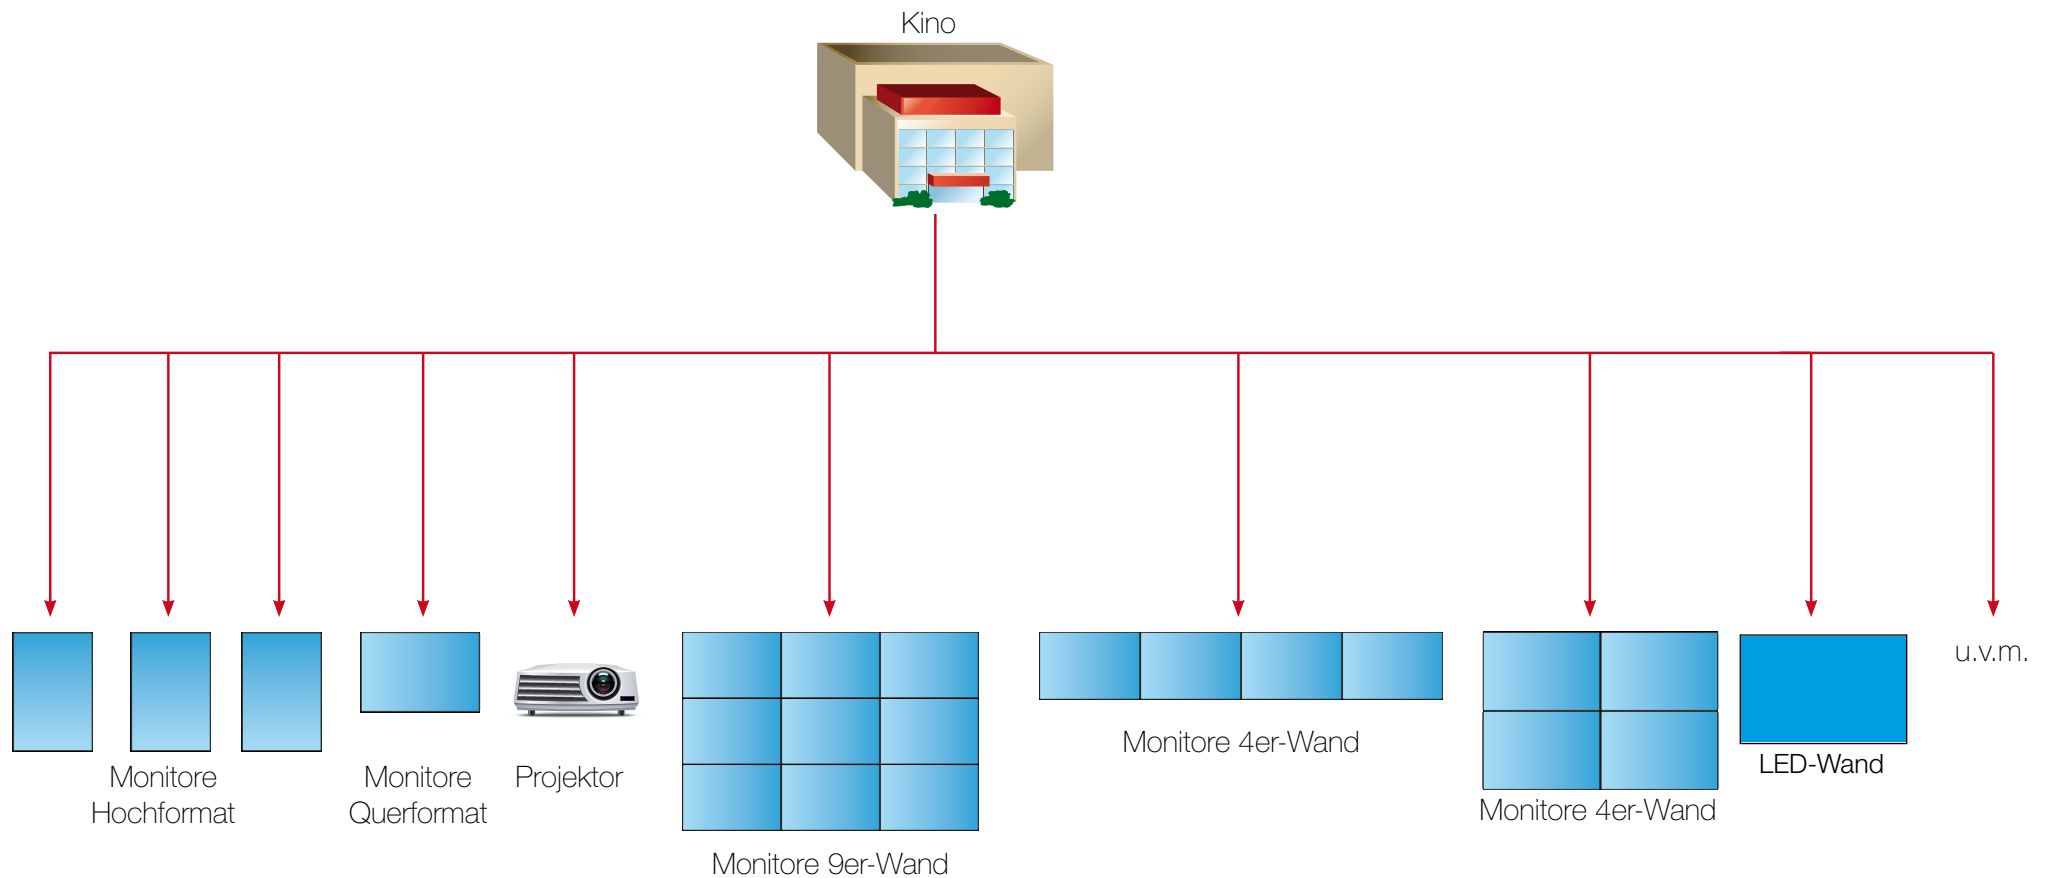 Kino
u.v.m.
Monitore 4er-Wand
LED-Wand
Monitore
Hochformat
Monitore
Querformat
Projektor
Monitore 4er-Wand
Monitore 9er-Wand